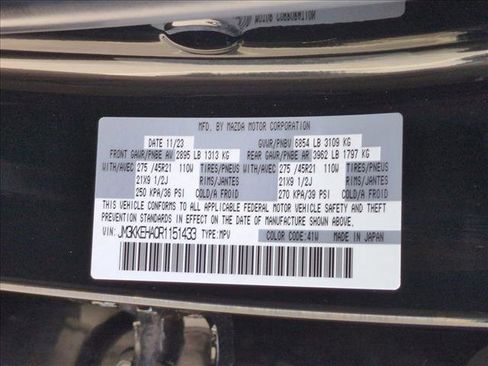 MOTOR CORPORATION
MFD. BY MAZDA MOTOR CORPORATION
DATE 11/23 GVWR/PNBV 6854 LB 3109 KG
FRONT GAWR/PNBE AV 2895 LB 1313 KG REAR GAWR/PNBE AR 3962 LB 1797 KG
WITH/AVEC 275 /45R21 110W TIRES/PNEUS WITH/AVEC 275 /45R21 110W TIRES/PNEUS
21X9 1/2J RIMS/JANTES 21X9 1/2J RIMS/JANTES
250 KPA/36 PSI COLD/A FROID 270 KPA/39 PSI COLD/A FROID
THIS VEHICLE CONFORMS TO ALL APPLICABLE FEDERAL MOTOR VEHICLE SAFETY AND THEFT
PREVENTION STANDARDS IN EFFECT ON THE DATE OF MANUFACTURE SHOWN ABOVE.
JM3KKEHA0R1151433 TYPE:MPV COLOR CODE:41W MADE IN JAPAN